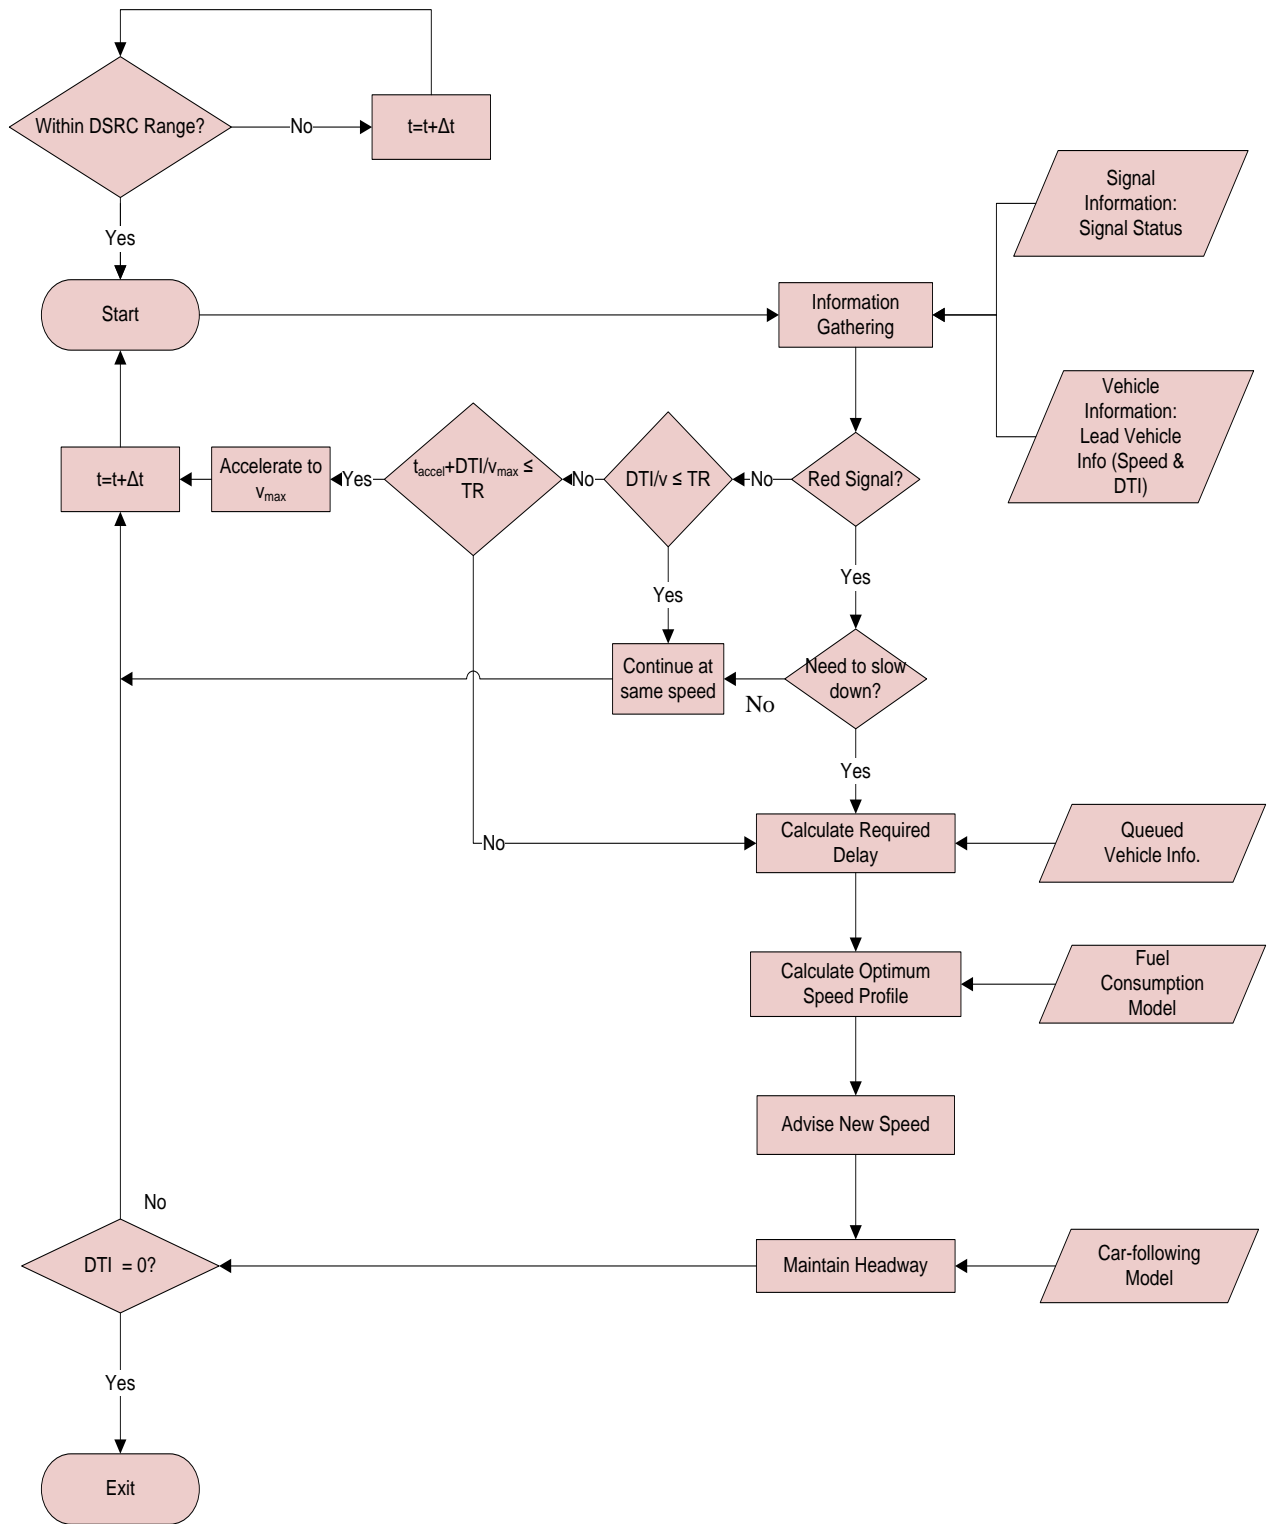 Within DSRC Range?
No
t=t+Δt
Yes
Signal
Information:
Signal Status
Start
Information
Gathering
Vehicle
Information:
Lead Vehicle
Info (Speed &
DTI)
t=t+Δt
Accelerate to
vmax
Yes
taccel+DTI/vmax ≤
TR
No
DTI/v ≤ TR
No
Red Signal?
Yes
Yes
Continue at
same speed
No
Need to slow
down?
Yes
No
Calculate Required
Delay
Queued
Vehicle Info.
Calculate Optimum
Speed Profile
Fuel
Consumption
Model
Advise New Speed
No
DTI = 0?
Maintain Headway
Car-following
Model
Yes
Exit